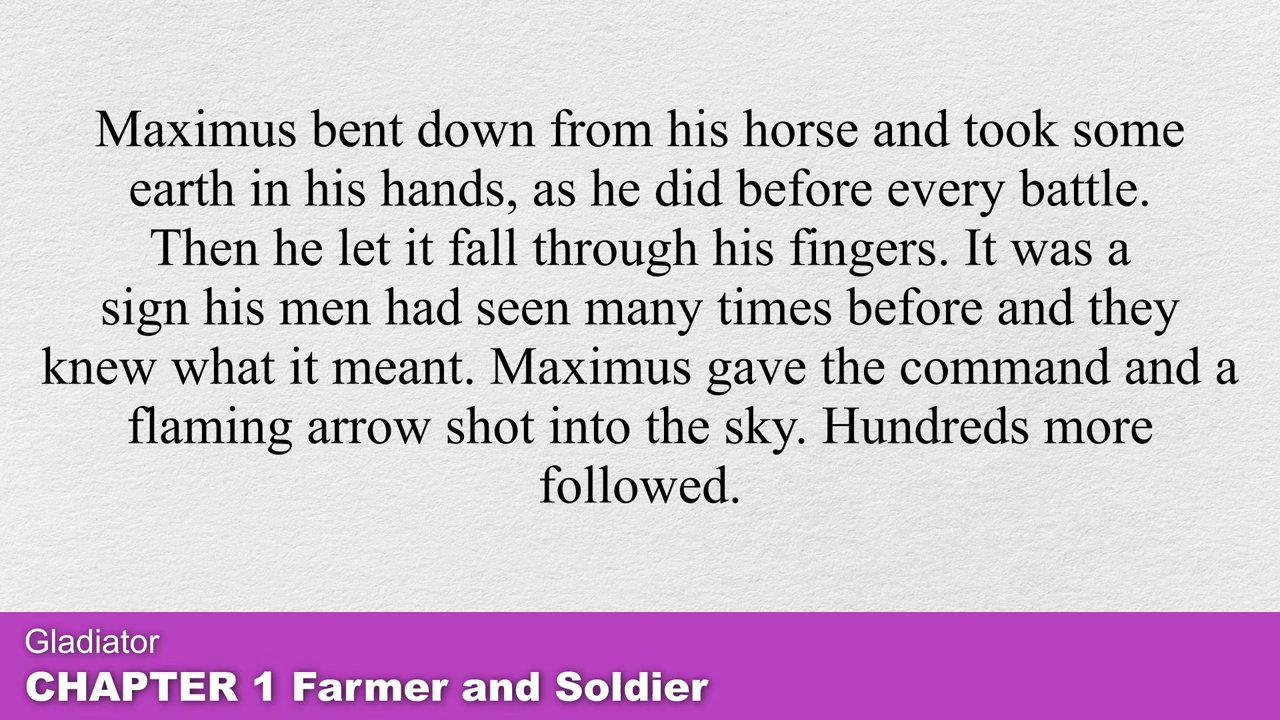 Maximus bent down from his horse and took some
earth in his hands, as he did before every battle.
Then he let it fall through his fingers. It was a
sign his men had seen many times before and they
knew what it meant. Maximus gave the command and a
flaming arrow shot into the sky. Hundreds more
followed.
Gladiator
CHAPTER 1 Farmer and Soldier